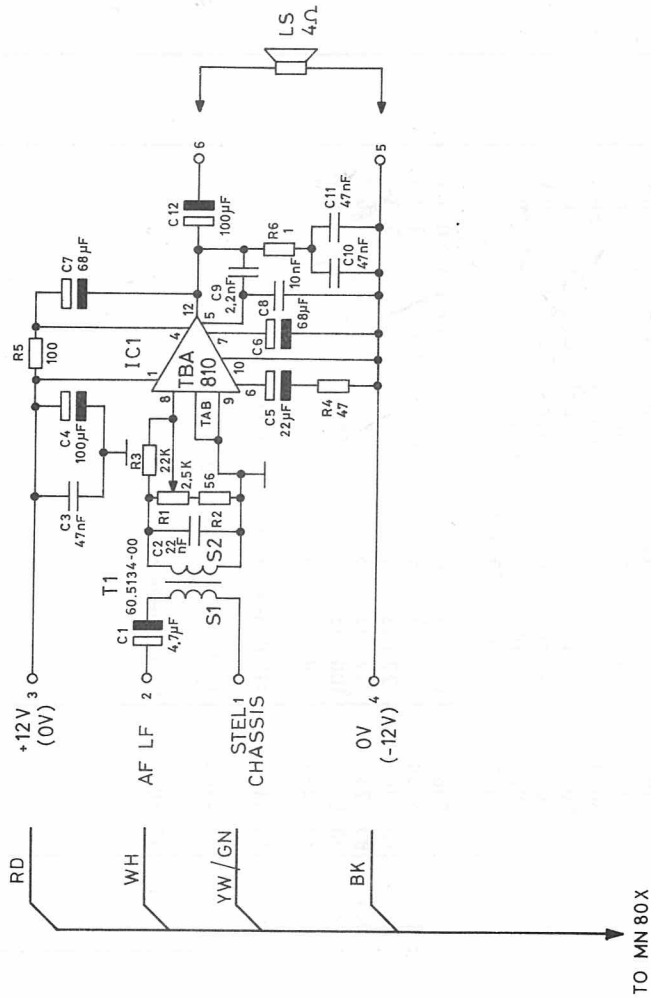 RD
WH
YW/GN
BK
TO MN 80X
+12V
(0V)
3
AF LF
2
STEL
CHASSIS
1
0V
(-12V)
4
C1
4,7µF
T1
60.5134-00
S1
S2
C2
22
nF
R1
2,5K
R2
56
R3
22K
C3
47nF
C4
100µF
R5
100
C7
68µF
IC1
TBA
810
TAB
1
4
12
8
9
6
10
7
5
C5
22µF
R4
47
C6
68µF
C8
10nF
C9
2,2nF
R6
1
C10
47nF
C11
47nF
C12
100µF
6
5
LS
4Ω